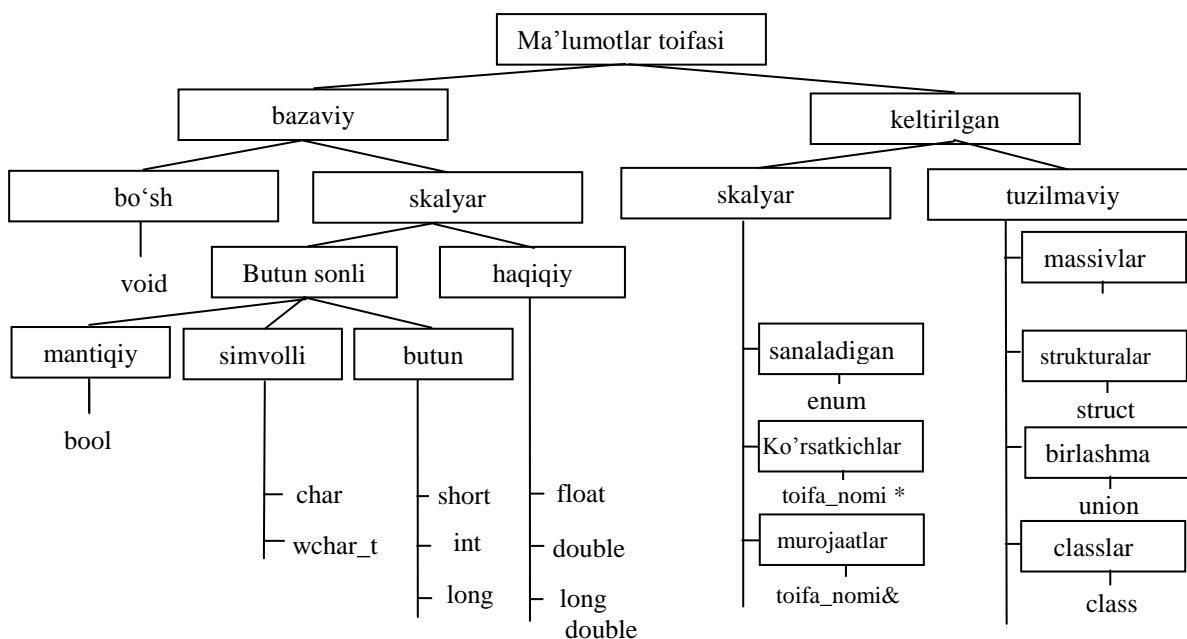 Ma’lumotlar toifasi
bazaviy
keltirilgan
bo‘sh
skalyar
skalyar
tuzilmaviy
void
Butun sonli
haqiqiy
massivlar
mantiqiy
simvolli
butun
sanaladigan
strukturalar
enum
struct
bool
Ko’rsatkichlar
birlashma
char
short
float
toifa_nomi *
union
wchar_t
int
double
murojaatlar
classlar
long
long
double
toifa_nomi&
class